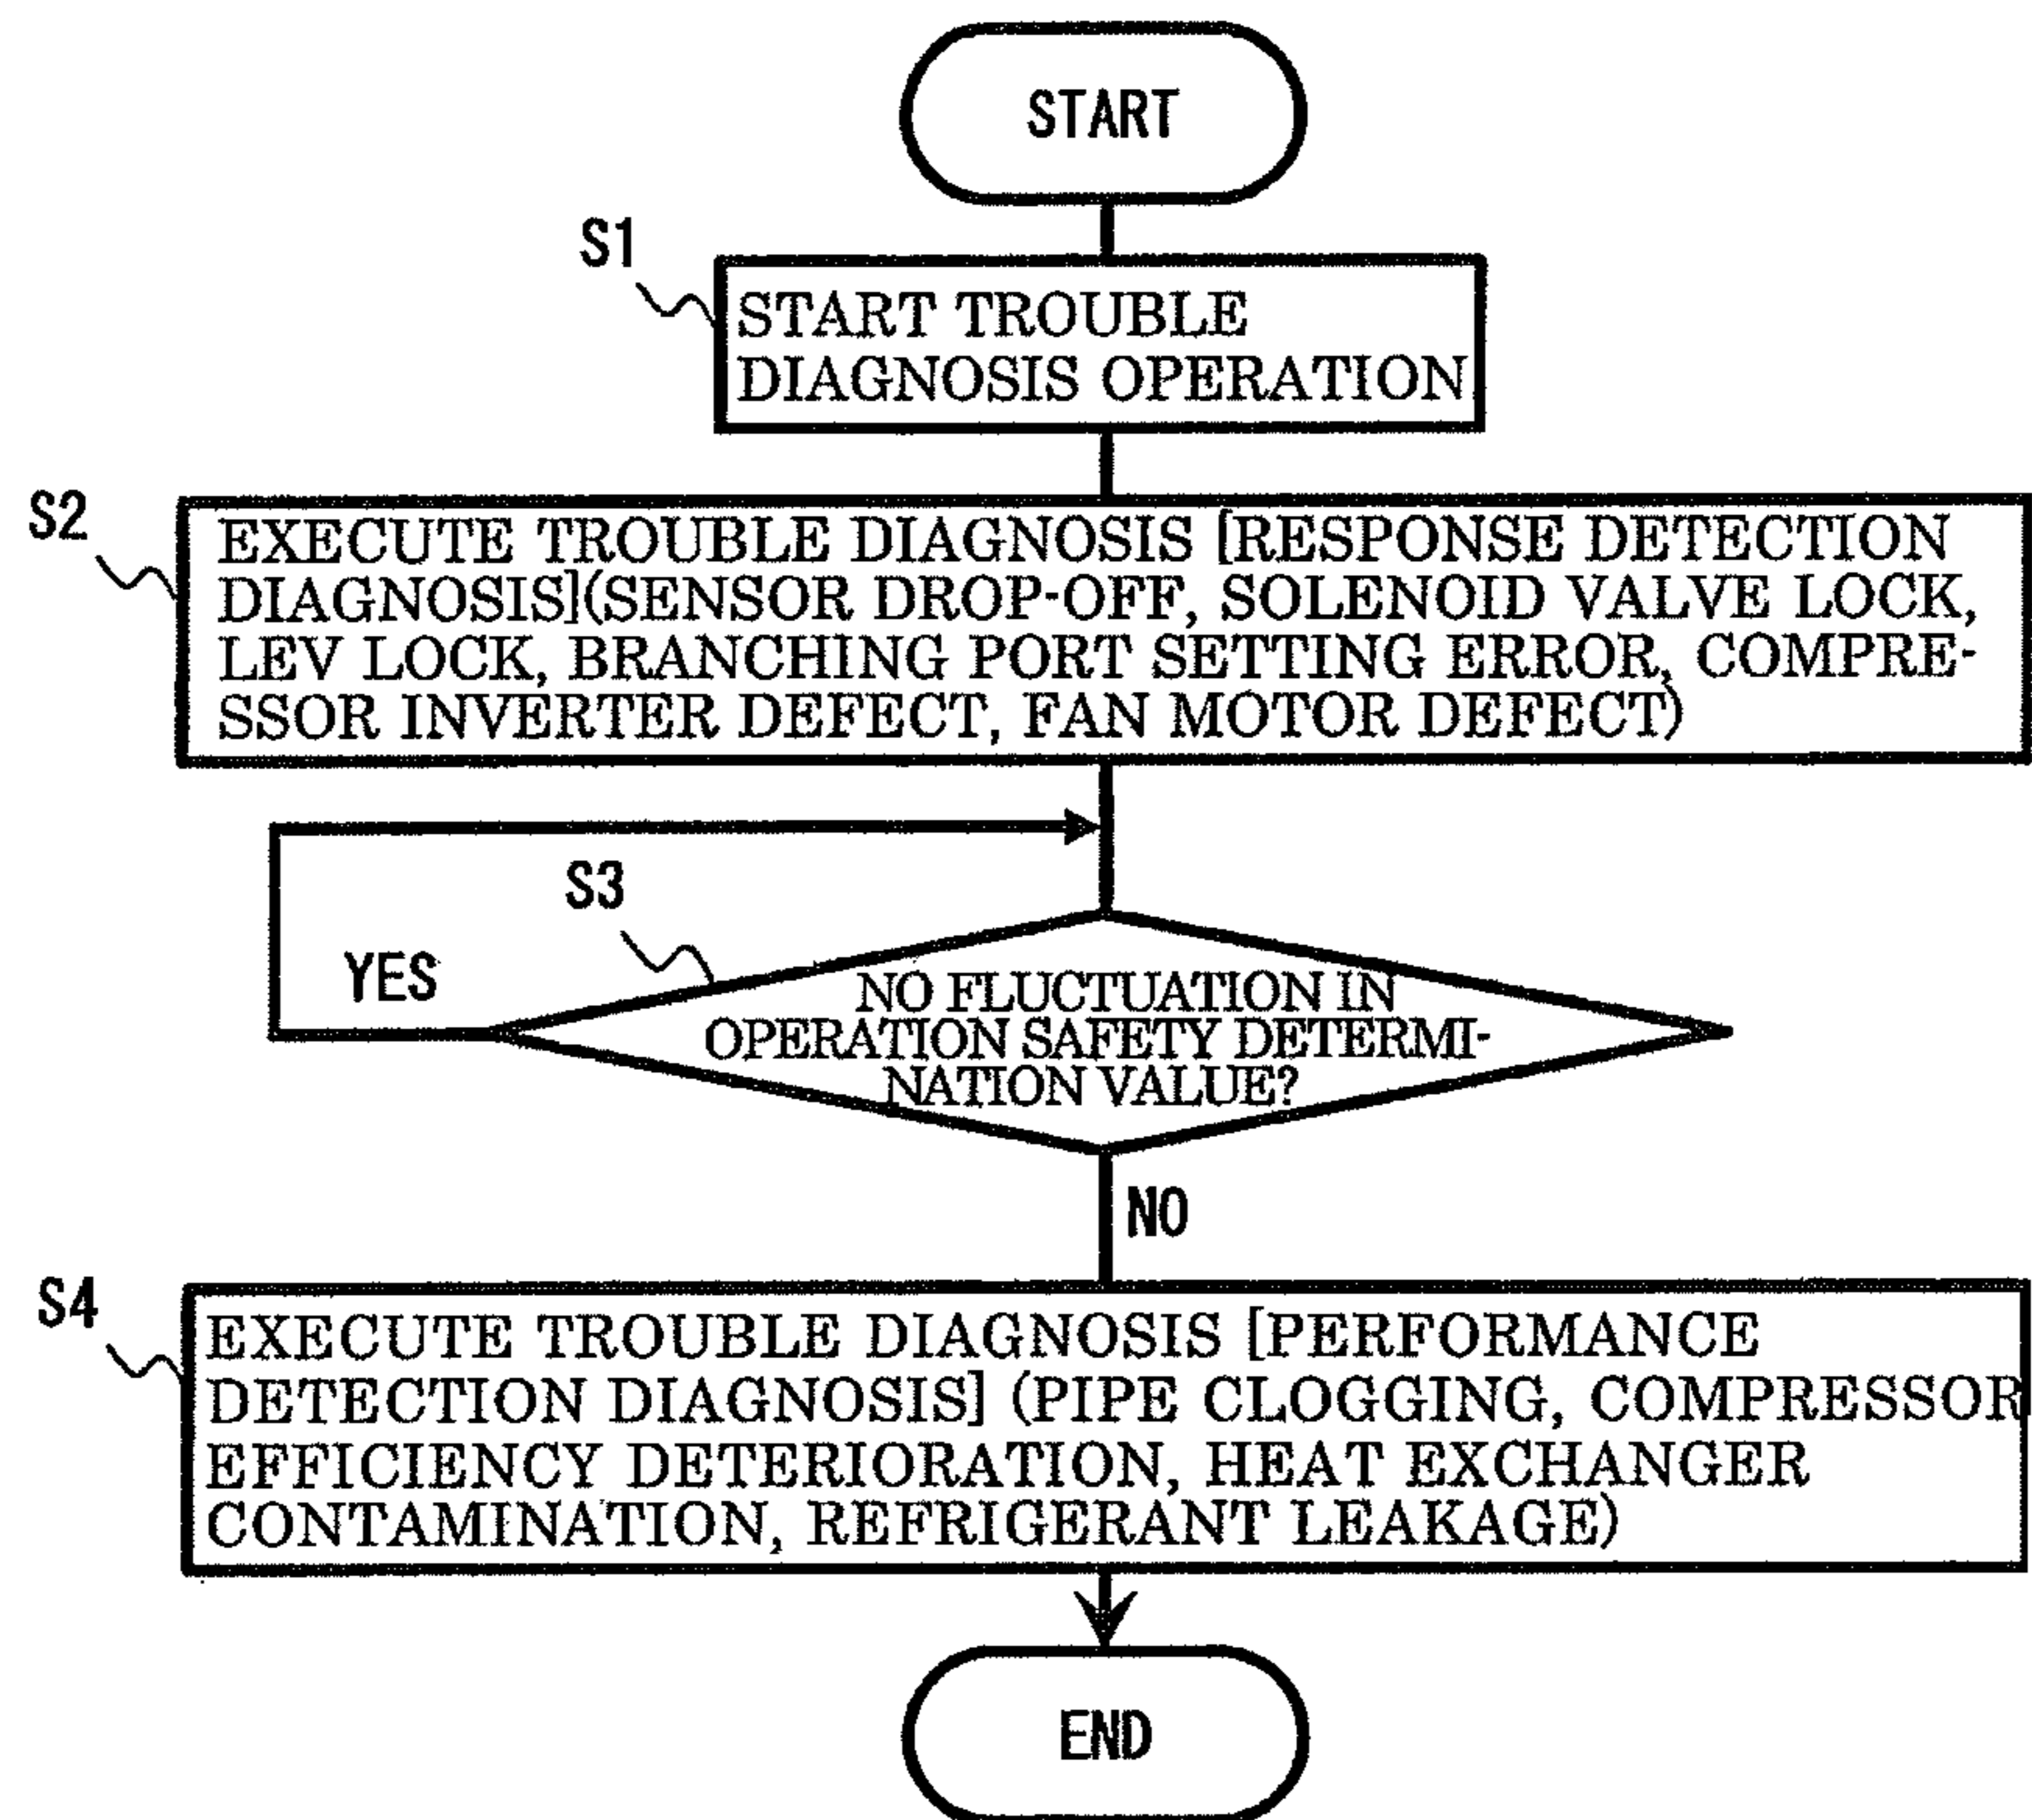 START
S1
START TROUBLE
DIAGNOSIS OPERATION
S2
EXECUTE TROUBLE DIAGNOSIS [RESPONSE DETECTION
DIAGNOSIS](SENSOR DROP-OFF, SOLENOID VALVE LOCK,
LEV LOCK, BRANCHING PORT SETTING ERROR, COMPRE-
SSOR INVERTER DEFECT, FAN MOTOR DEFECT)
S3
YES
NO FLUCTUATION IN
OPERATION SAFETY DETERMI-
NATION VALUE?
NO
S4
EXECUTE TROUBLE DIAGNOSIS [PERFORMANCE
DETECTION DIAGNOSIS] (PIPE CLOGGING, COMPRESSOR
EFFICIENCY DETERIORATION, HEAT EXCHANGER
CONTAMINATION, REFRIGERANT LEAKAGE)
END